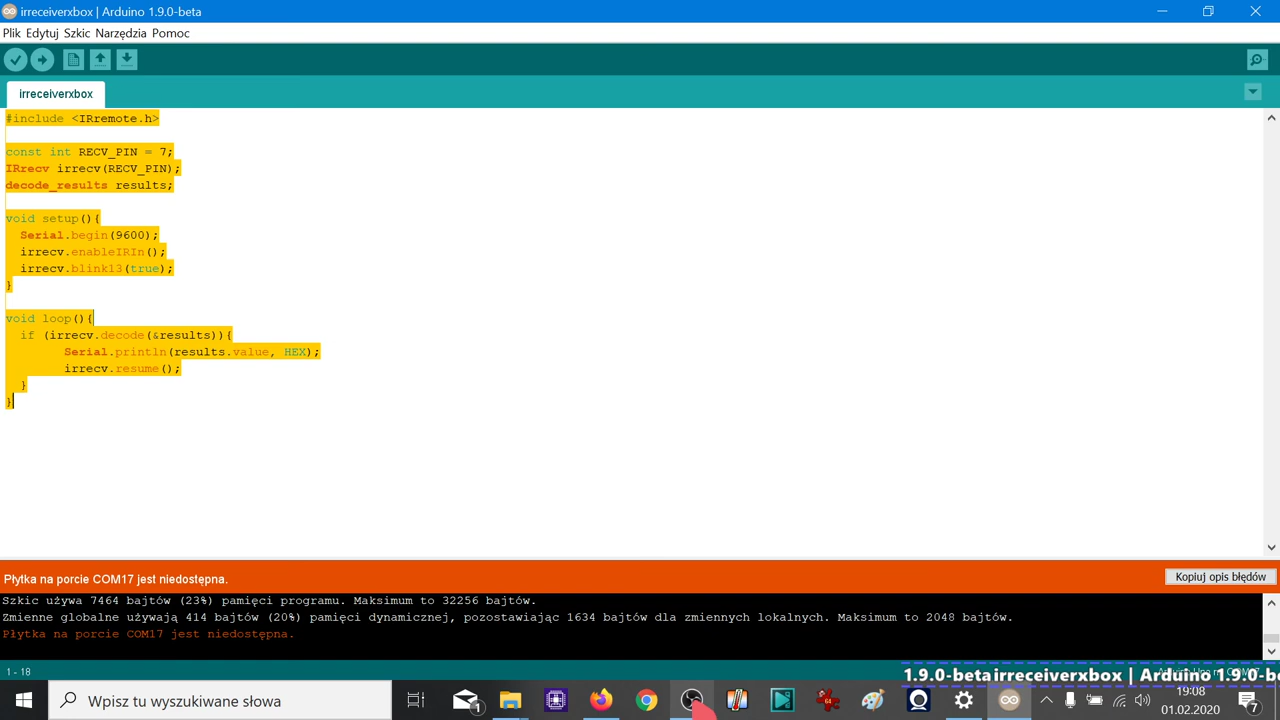 irreceiverxbox | Arduino 1.9.0-beta
Plik Edytuj Szkic Narzędzia Pomoc
irreceiverxbox
#include <IRremote.h>
const int RECV_PIN = 7;
IRrecv irrecv(RECV_PIN);
decode_results results;
void setup(){
Serial.begin(9600);
irrecv.enableIRIn();
irrecv.blink13(true);
}
void loop(){
if (irrecv.decode(&results)){
Serial.println(results.value, HEX);
irrecv.resume();
}
}
Płytka na porcie COM17 jest niedostępna.
Kopiuj opis błędów
Szkic używa 7464 bajtów (23%) pamięci programu. Maksimum to 32256 bajtów.
Zmienne globalne używają 414 bajtów (20%) pamięci dynamicznej, pozostawiając 1634 bajtów dla zmiennych lokalnych. Maksimum to 2048 bajtów.
Płytka na porcie COM17 jest niedostępna.
1 - 18
1.9.0-betairreceiverxbox | Arduino 1.9.0-be
Wpisz tu wyszukiwane słowa
1
64
19:08
01.02.2020
7